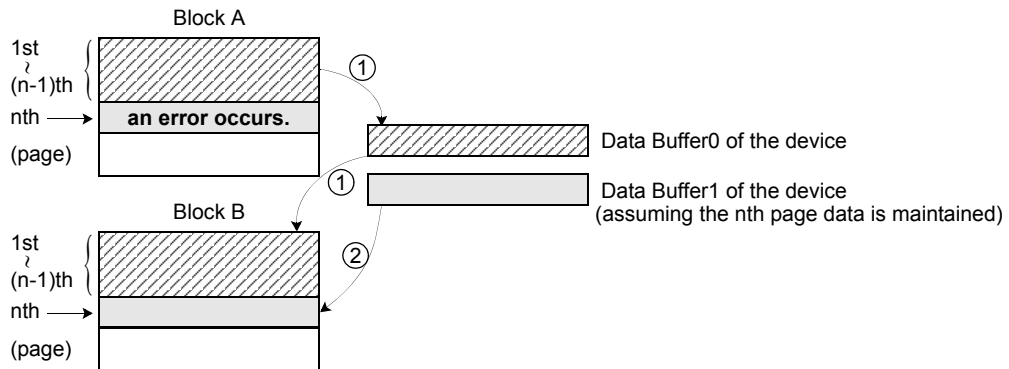 Block A
1st
~
(n-1)th
nth
an error occurs.
(page)
①
Data Buffer0 of the device
①
Data Buffer1 of the device
(assuming the nth page data is maintained)
Block B
1st
~
(n-1)th
②
nth
(page)